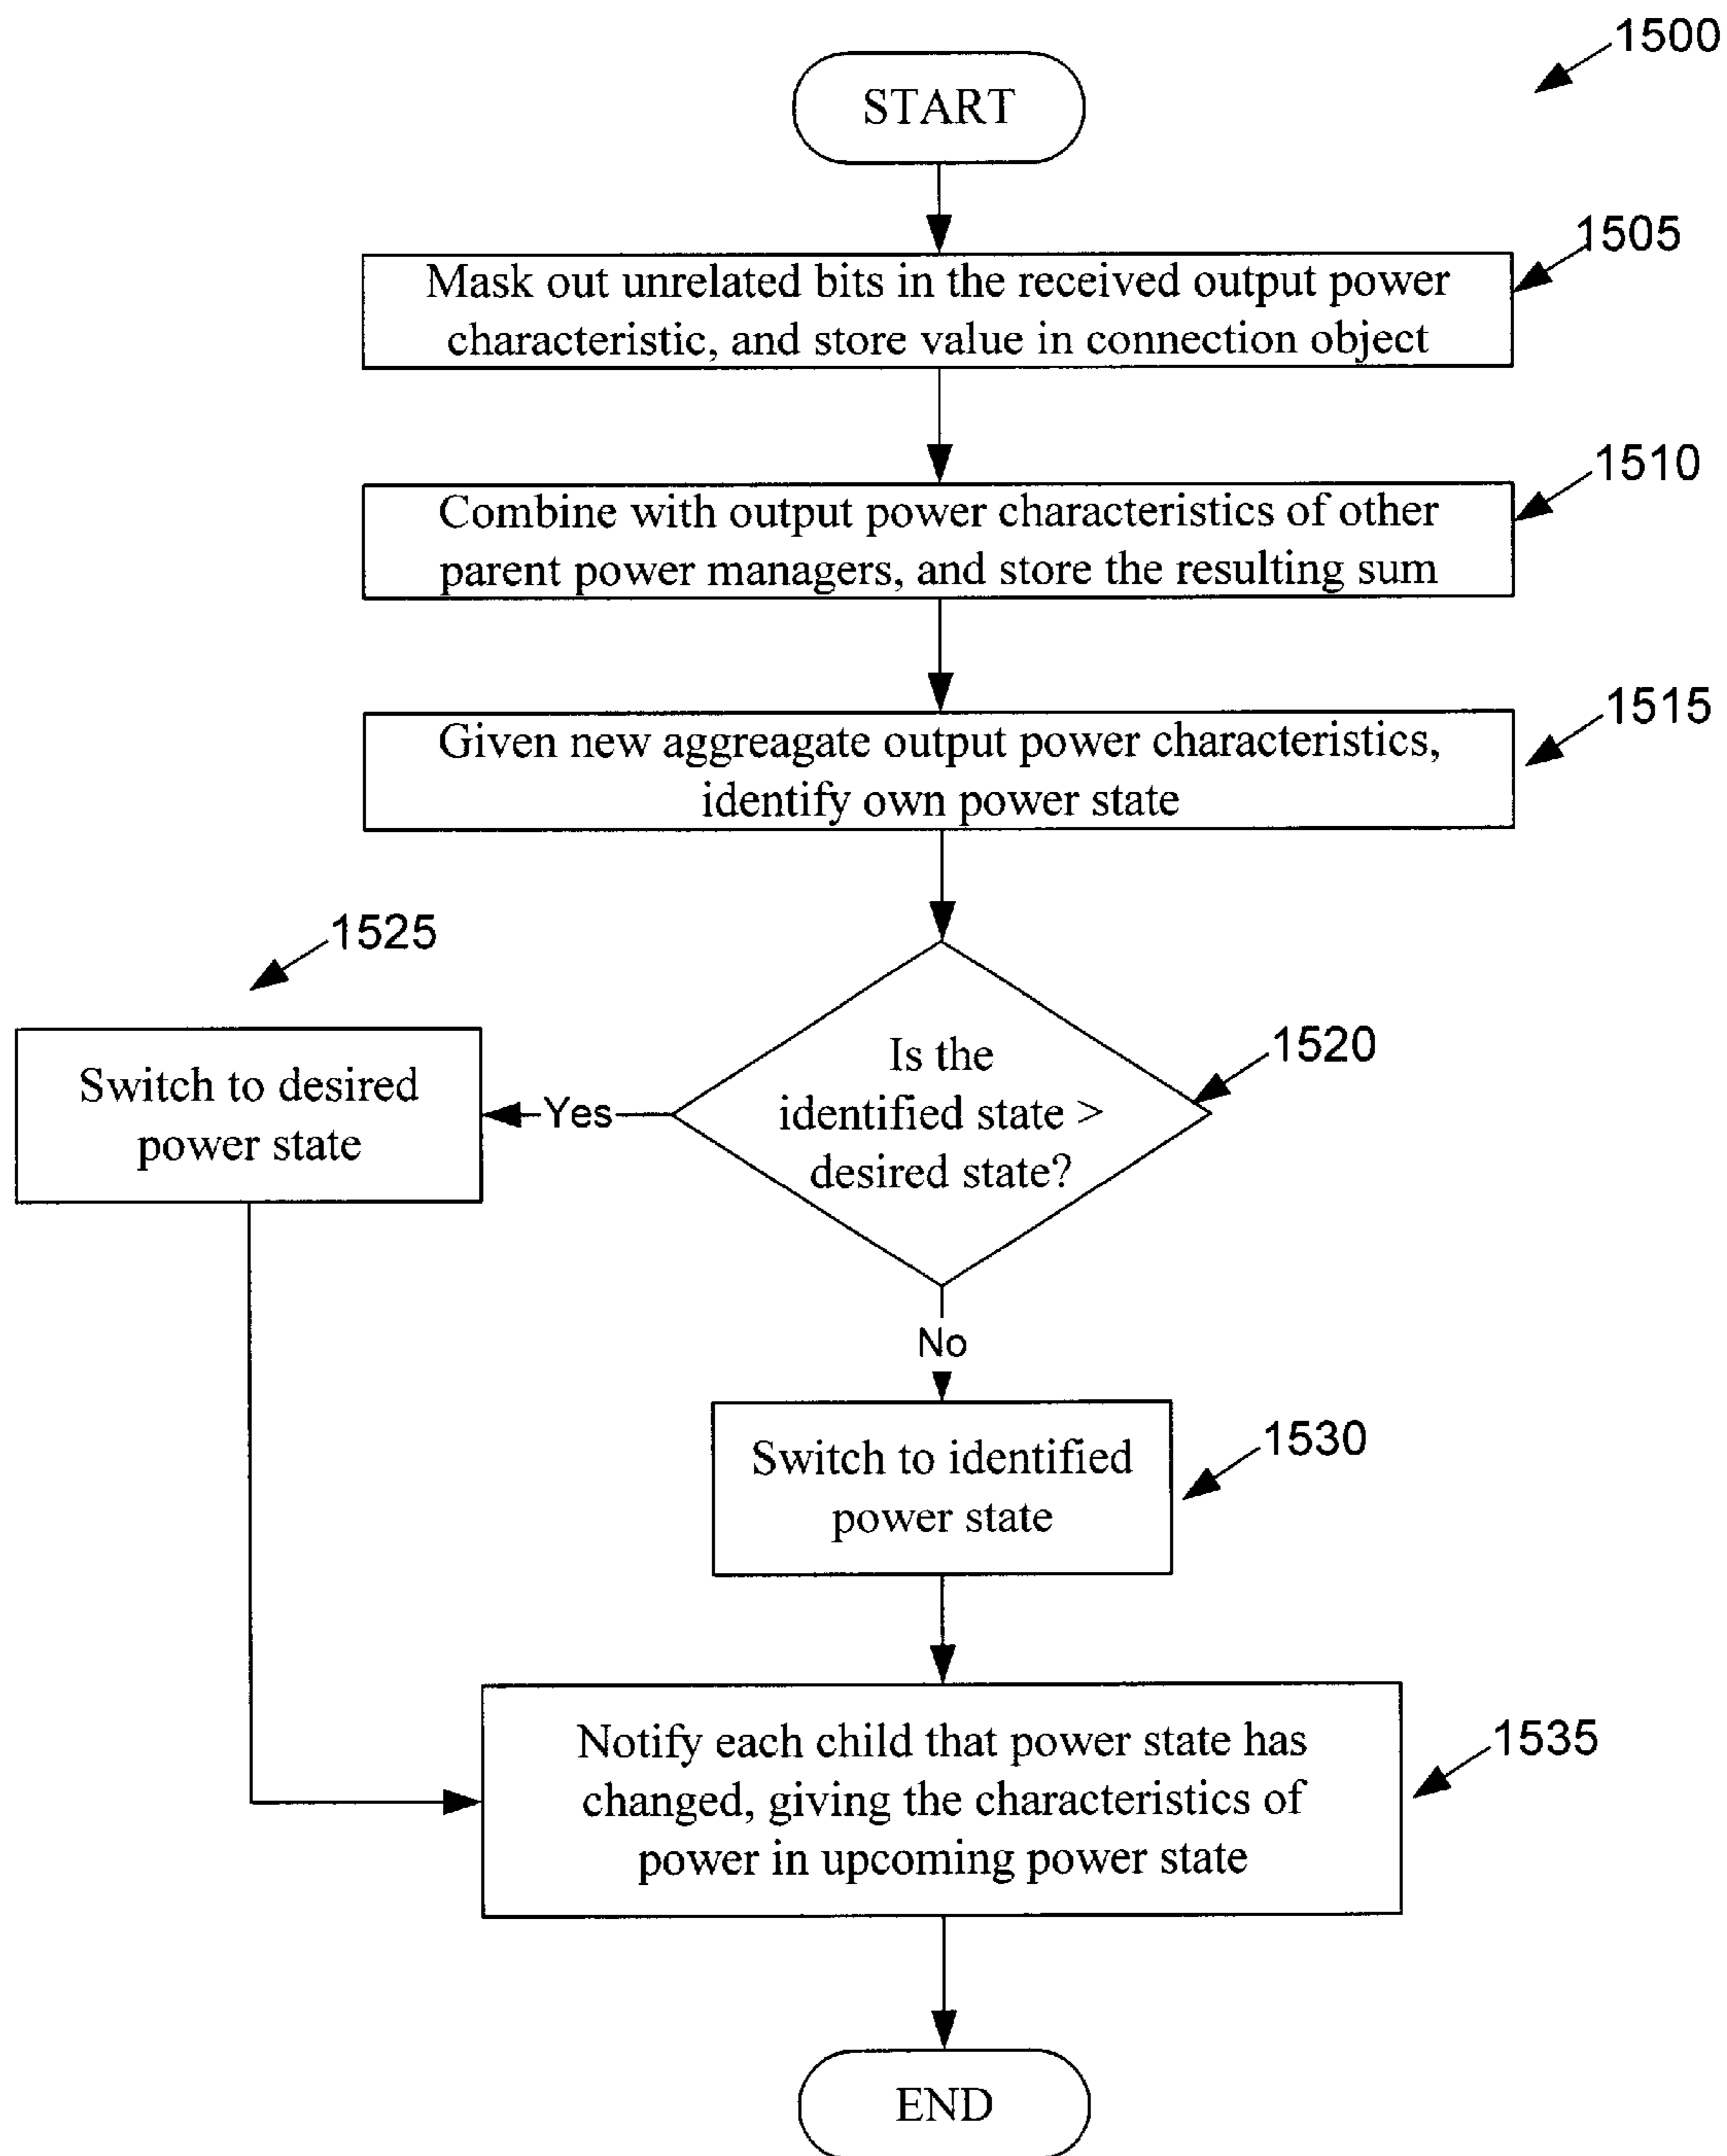 1500
START
1505
Mask out unrelated bits in the received output power
characteristic, and store value in connection object
1510
Combine with output power characteristics of other
parent power managers, and store the resulting sum
1515
Given new aggreagate output power characteristics,
identify own power state
1525
Switch to desired
power state
Yes
1520
Is the
identified state >
desired state?
No
1530
Switch to identified
power state
1535
Notify each child that power state has
changed, giving the characteristics of
power in upcoming power state
END